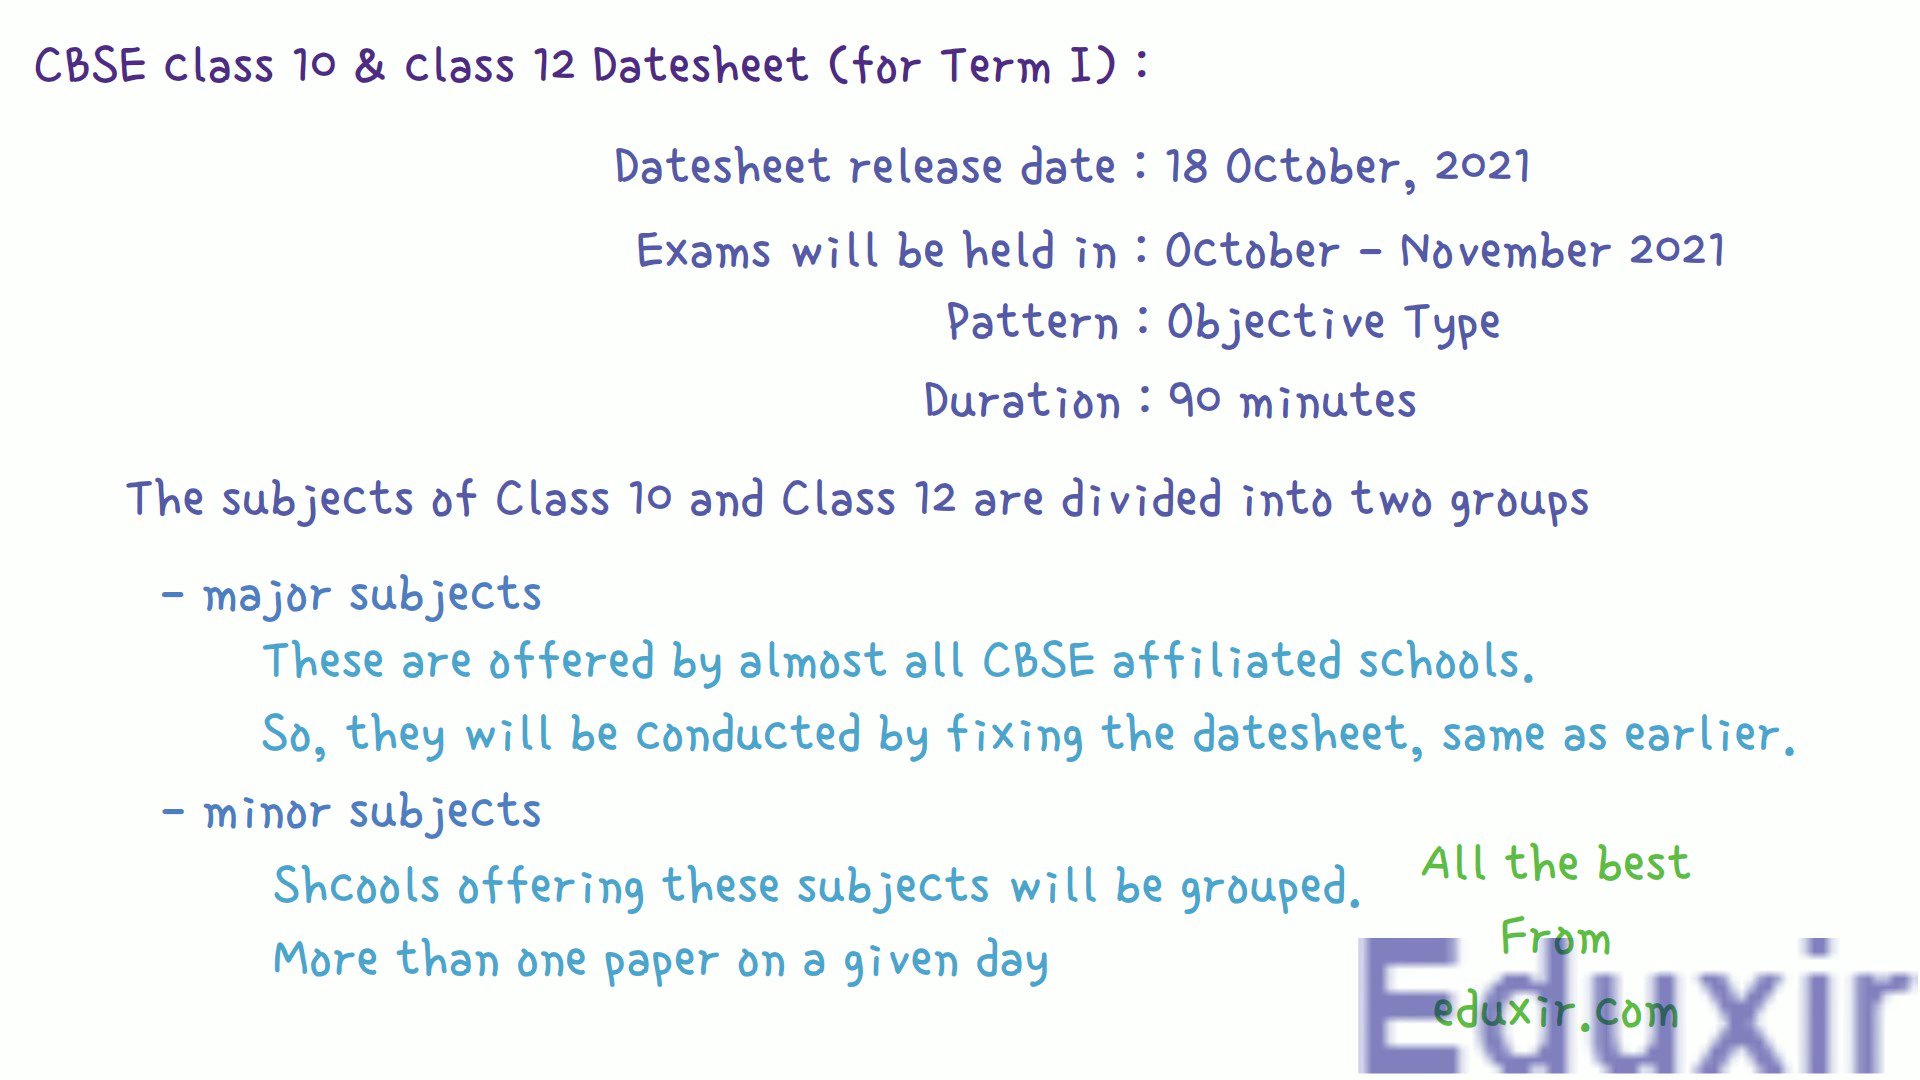 CBSE class 10 & class 12 Datesheet (for Term I) :
Datesheet release date : 18 October, 2021
Exams will be held in : October - November 2021
Pattern : Objective Type
Duration : 90 minutes
The subjects of Class 10 and Class 12 are divided into two groups
- major subjects
These are offered by almost all CBSE affiliated schools.
So, they will be conducted by fixing the datesheet, same as earlier.
- minor subjects
Shcools offering these subjects will be grouped.
More than one paper on a given day
All the best
From
eduxir.com
Eduxir